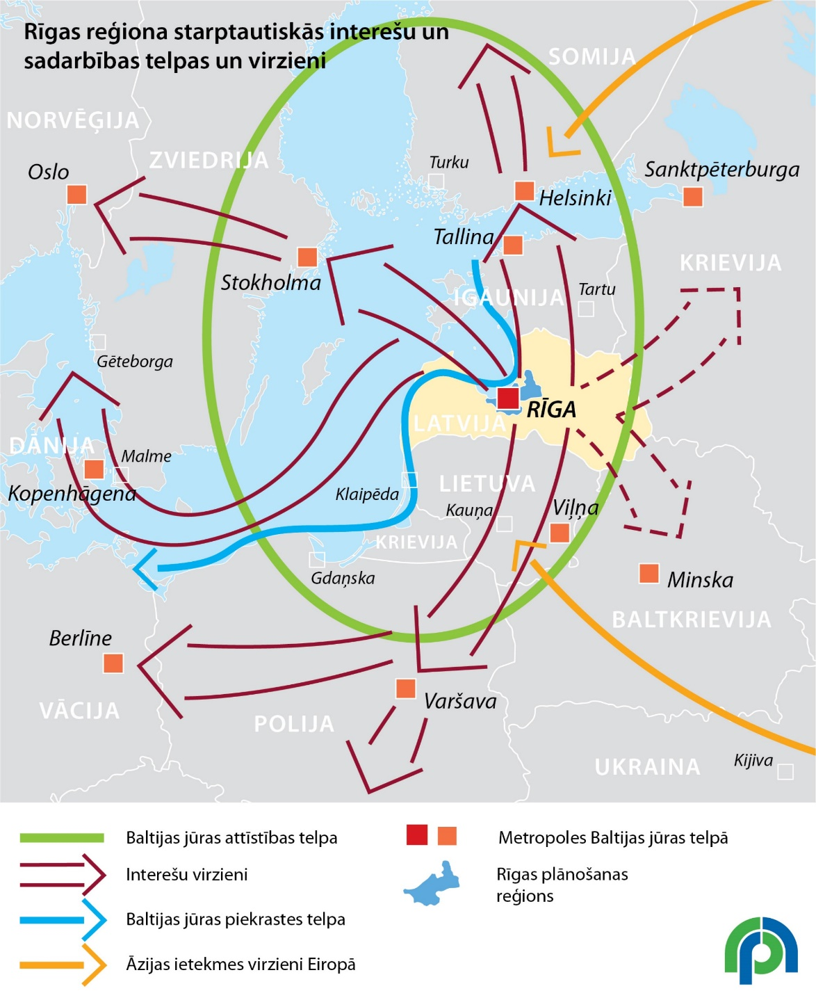 Rīgas reģiona starptautiskās interešu un
sadarbības telpas un virzieni
SOMIJA
NORVĒĢIJA
ZVIEDRIJA
Turku
Oslo
Sanktpēterburga
Helsinki
Tallina
KRIEVIJA
Stokholma
IGAUNIJA
Tartu
Gēteborga
RĪGA
LATVIJA
DĀNIJA
Malme
Kopenhāgena
LIETUVA
Klaipēda
Kauņa
Viļņa
KRIEVIJA
Gdaņska
Minska
BALTKRIEVIJA
Berlīne
Varšava
VĀCIJA
POLIJA
UKRAINA
Kijiva
Baltijas jūras attīstības telpa
Interešu virzieni
Baltijas jūras piekrastes telpa
Āzijas ietekmes virzieni Eiropā
Metropoles Baltijas jūras telpā
Rīgas plānošanas
reģions